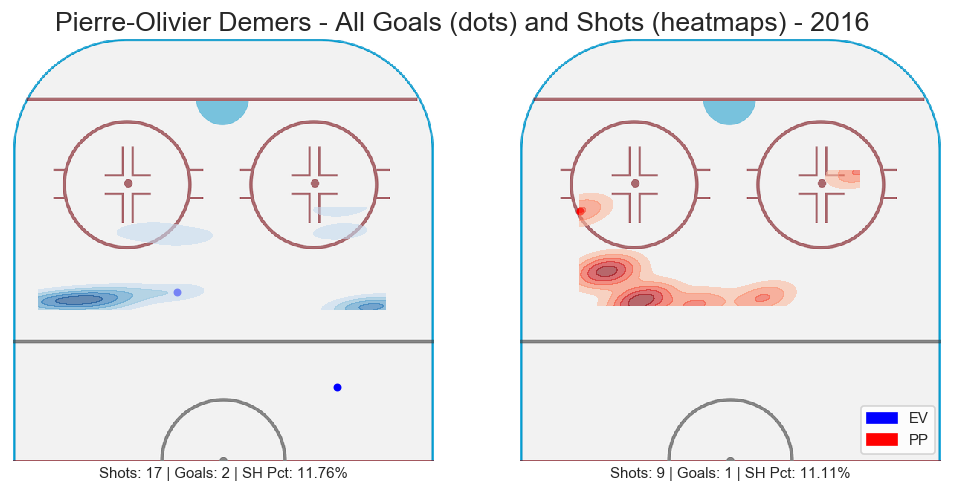 Pierre-Olivier Demers - All Goals (dots) and Shots (heatmaps) - 2016
EV
PP
Shots: 17 | Goals: 2 | SH Pct: 11.76%
Shots: 9 | Goals: 1 | SH Pct: 11.11%